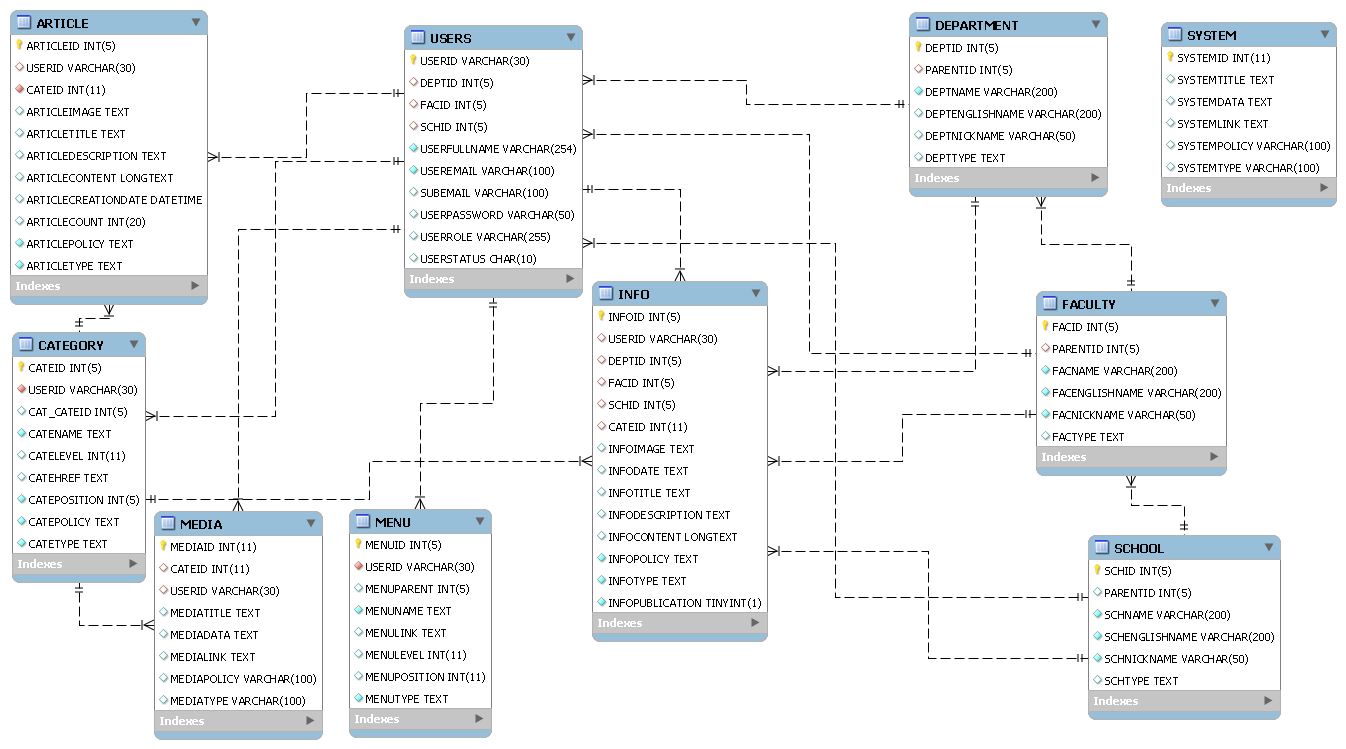 ARTICLE
ARTICLEID INT(5)
USERID VARCHAR(30)
CATEID INT(11)
ARTICLEIMAGE TEXT
ARTICLETITLE TEXT
ARTICLEDESCRIPTION TEXT
ARTICLECONTENT LONGTEXT
ARTICLECREATIONDATE DATETIME
ARTICLECOUNT INT(20)
ARTICLEPOLICY TEXT
ARTICLETYPE TEXT
Indexes
USERS
USERID VARCHAR(30)
DEPTID INT(5)
FACID INT(5)
SCHID INT(5)
USERFULLNAME VARCHAR(254)
USEREMAIL VARCHAR(100)
SUBEMAIL VARCHAR(100)
USERPASSWORD VARCHAR(50)
USERROLE VARCHAR(255)
USERSTATUS CHAR(10)
Indexes
DEPARTMENT
DEPTID INT(5)
PARENTID INT(5)
DEPTNAME VARCHAR(200)
DEPTENGLISHNAME VARCHAR(200)
DEPTNICKNAME VARCHAR(50)
DEPTTYPE TEXT
Indexes
SYSTEM
SYSTEMID INT(11)
SYSTEMTITLE TEXT
SYSTEMDATA TEXT
SYSTEMLINK TEXT
SYSTEMPOLICY VARCHAR(100)
SYSTEMTYPE VARCHAR(100)
Indexes
CATEGORY
CATEID INT(5)
USERID VARCHAR(30)
CAT_CATEID INT(5)
CATENAME TEXT
CATELEVEL INT(11)
CATEHREF TEXT
CATEPOSITION INT(5)
CATEPOLICY TEXT
CATETYPE TEXT
Indexes
INFO
INFOID INT(5)
USERID VARCHAR(30)
DEPTID INT(5)
FACID INT(5)
SCHID INT(5)
CATEID INT(11)
INFOIMAGE TEXT
INFODATE TEXT
INFOTITLE TEXT
INFODESCRIPTION TEXT
INFOCONTENT LONGTEXT
INFOPOLICY TEXT
INFOTYPE TEXT
INFOPUBLICATION TINYINT(1)
Indexes
FACULTY
FACID INT(5)
PARENTID INT(5)
FACNAME VARCHAR(200)
FACENGLISHNAME VARCHAR(200)
FACNICKNAME VARCHAR(50)
FACTYPE TEXT
Indexes
MEDIA
MEDIAID INT(11)
CATEID INT(11)
USERID VARCHAR(30)
MEDIATITLE TEXT
MEDIADATA TEXT
MEDIALINK TEXT
MEDIAPOLICY VARCHAR(100)
MEDIATYPE VARCHAR(100)
Indexes
MENU
MENUID INT(5)
USERID VARCHAR(30)
MENUPARENT INT(5)
MENUNAME TEXT
MENULINK TEXT
MENULEVEL INT(11)
MENUPOSITION INT(11)
MENUTYPE TEXT
Indexes
SCHOOL
SCHID INT(5)
PARENTID INT(5)
SCHNAME VARCHAR(200)
SCHENGLISHNAME VARCHAR(200)
SCHNICKNAME VARCHAR(50)
SCHTYPE TEXT
Indexes